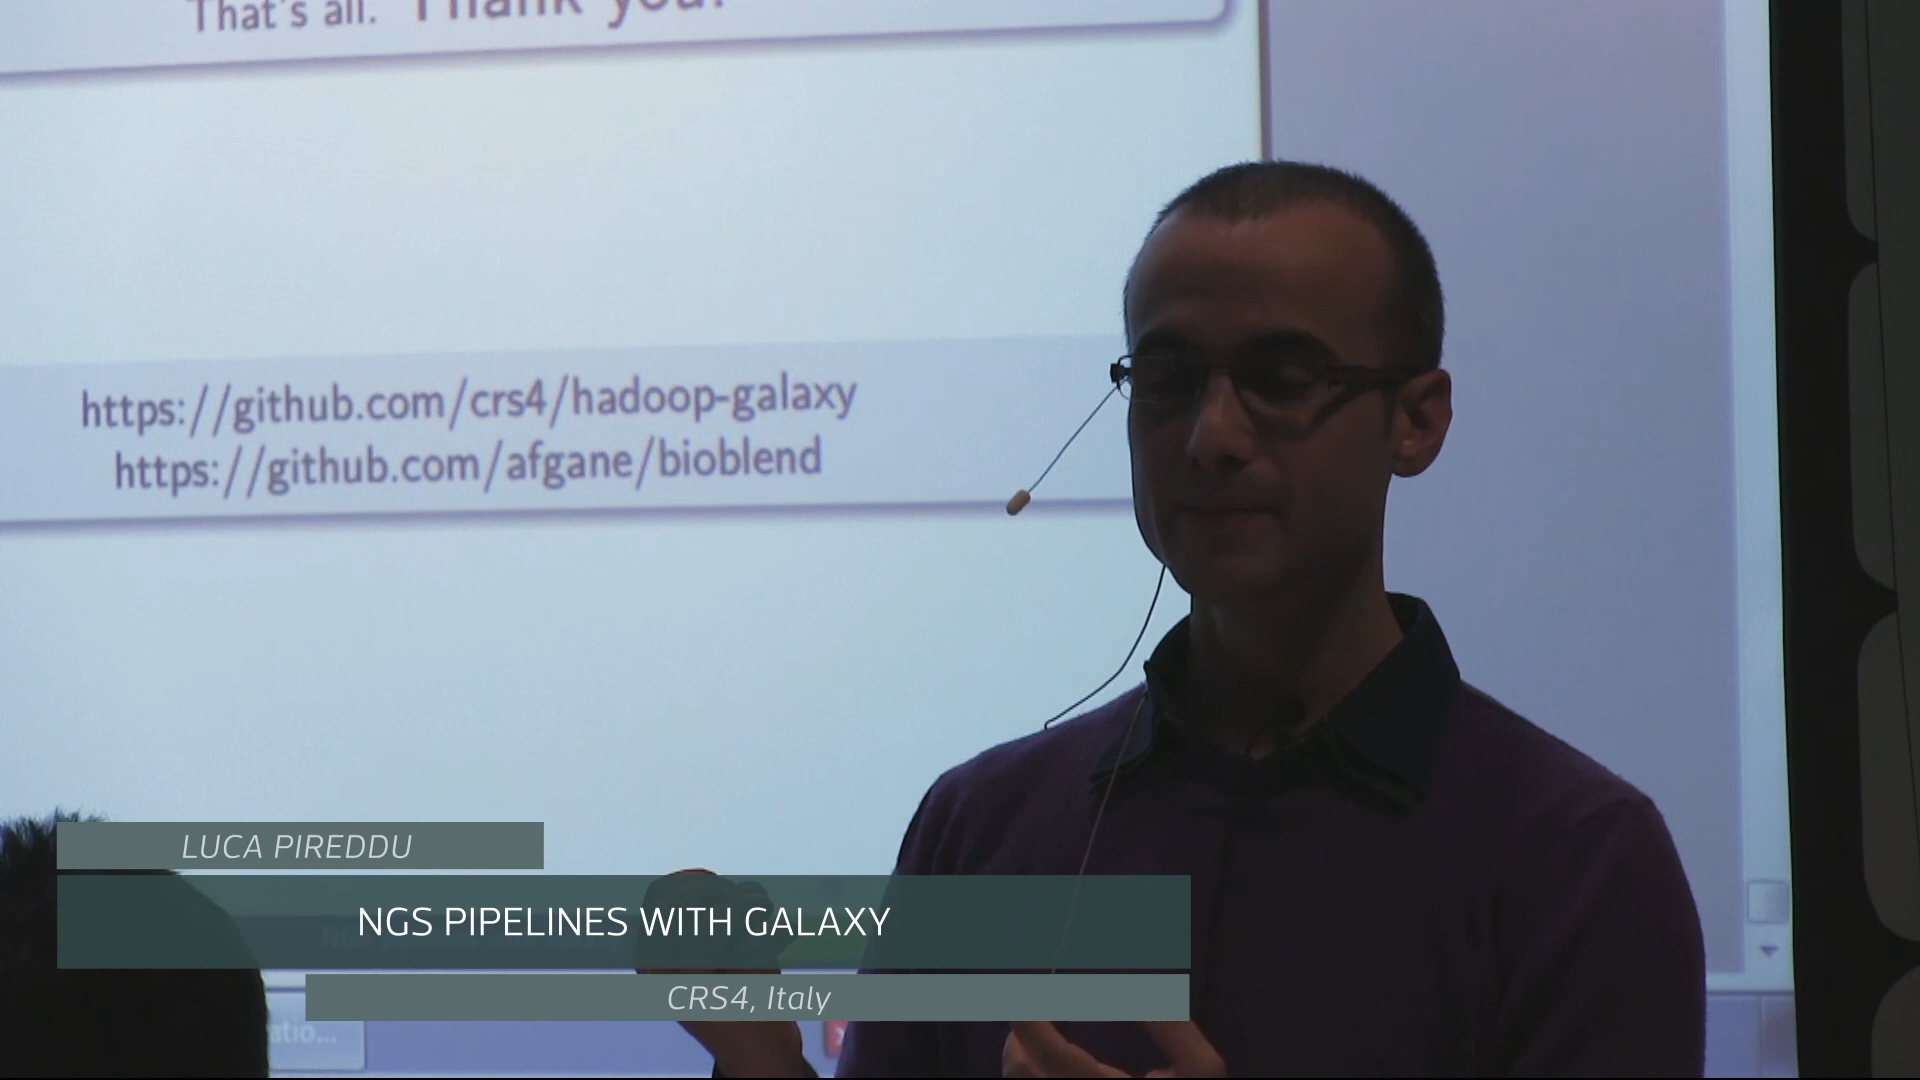 That's all. Thank you!
https://github.com/crs4/hadoop-galaxy
https://github.com/afgane/bioblend
LUCA PIREDDU
NGS PIPELINES WITH GALAXY
CRS4, Italy